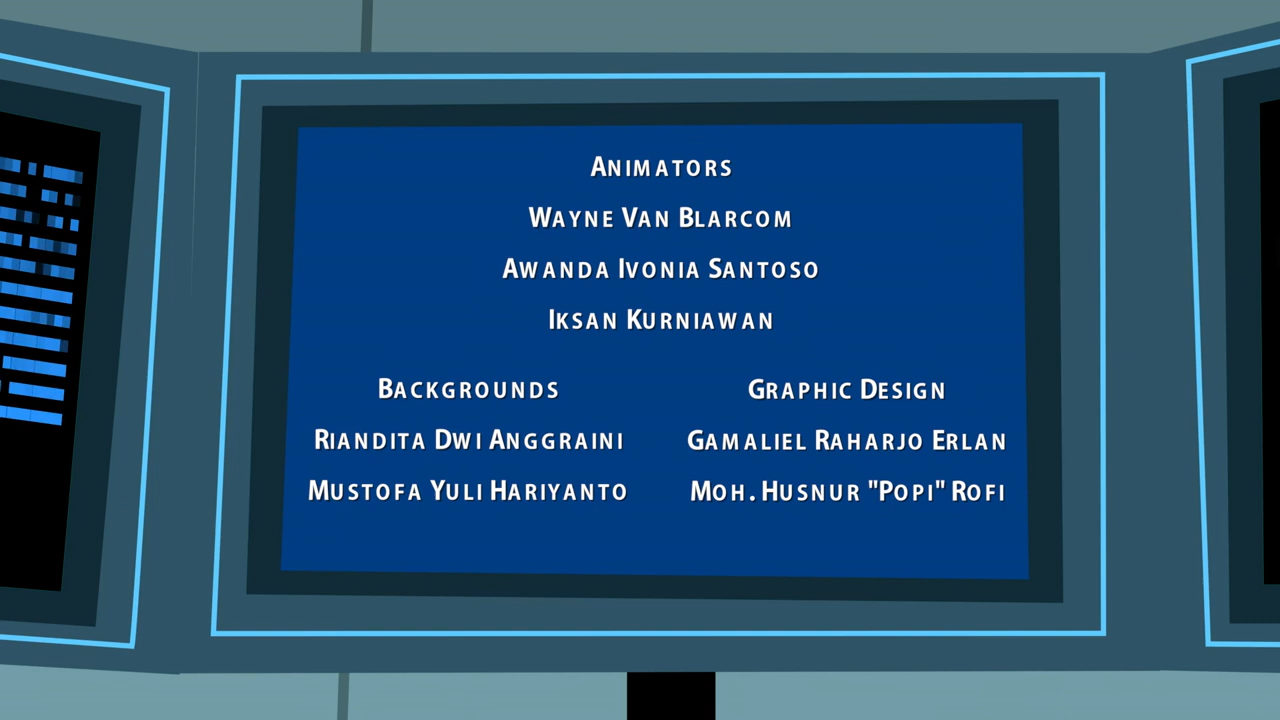 Animators
Wayne Van Blarcom
Awanda Ivonia Santoso
Iksan Kurniawan
Backgrounds
Riandita Dwi Anggraini
Mustofa Yuli Hariyanto
Graphic Design
Gamaliel Raharjo Erlan
Moh. Husnur "Popi" Rofi